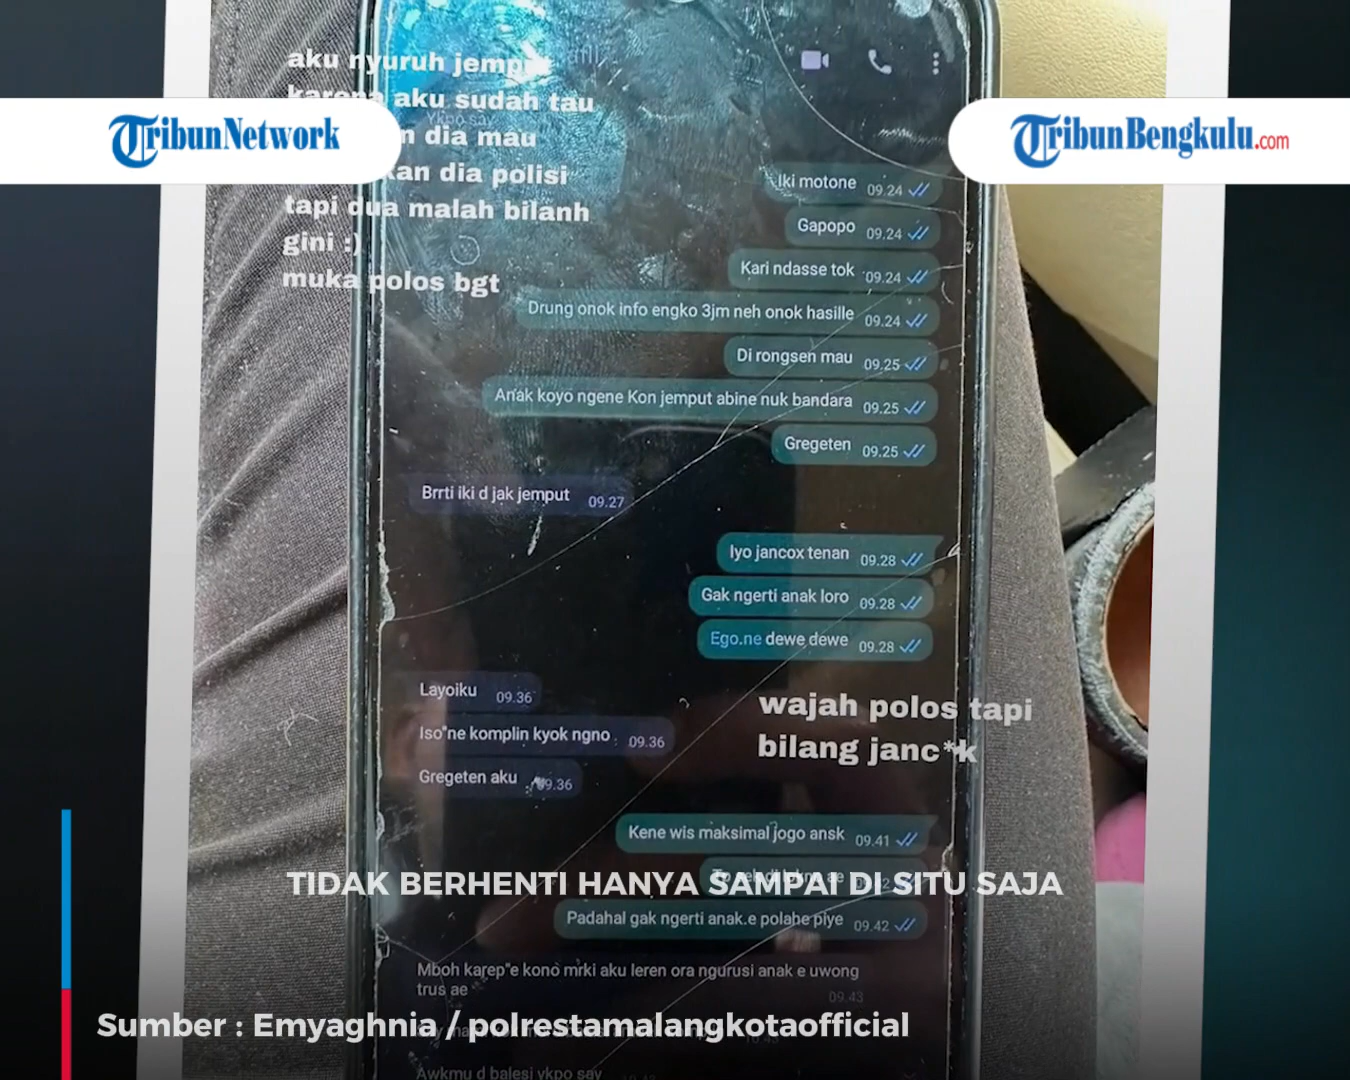 aku nyuruh jemput
karena aku sudah tau
dia mau
kan dia polisi
tapi dua malah bilanh
gini :)
muka polos bgt
TribunNetwork
TribunBengkulu.com
Ykpo say
Iki motone 09.24
Gapopo 09.24
Kari ndasse tok 09.24
Drung onok info engko 3jm neh onok hasille 09.24
Di rongsen mau 09.25
Anak koyo ngene Kon jemput abine nuk bandara 09.25
Gregeten 09.25
Brrti iki d jak jemput 09.27
Iyo jancox tenan 09.28
Gak ngerti anak loro 09.28
Ego.ne dewe dewe 09.28
Layoiku 09.36
Iso"ne komplin kyok ngno 09.36
Gregeten aku 09.36
wajah polos tapi
bilang janc*k
Kene wis maksimal jogo ansk 09.41
TIDAK BERHENTI HANYA SAMPAI DI SITU SAJA
Padahal gak ngerti anak.e polahe piye 09.42
Mboh karep"e kono mrki aku leren ora ngurusi anak e uwong
trus ae 09.43
Sumber : Emyaghnia / polrestamalangkotaofficial
Awkmu d balesi ykpo say